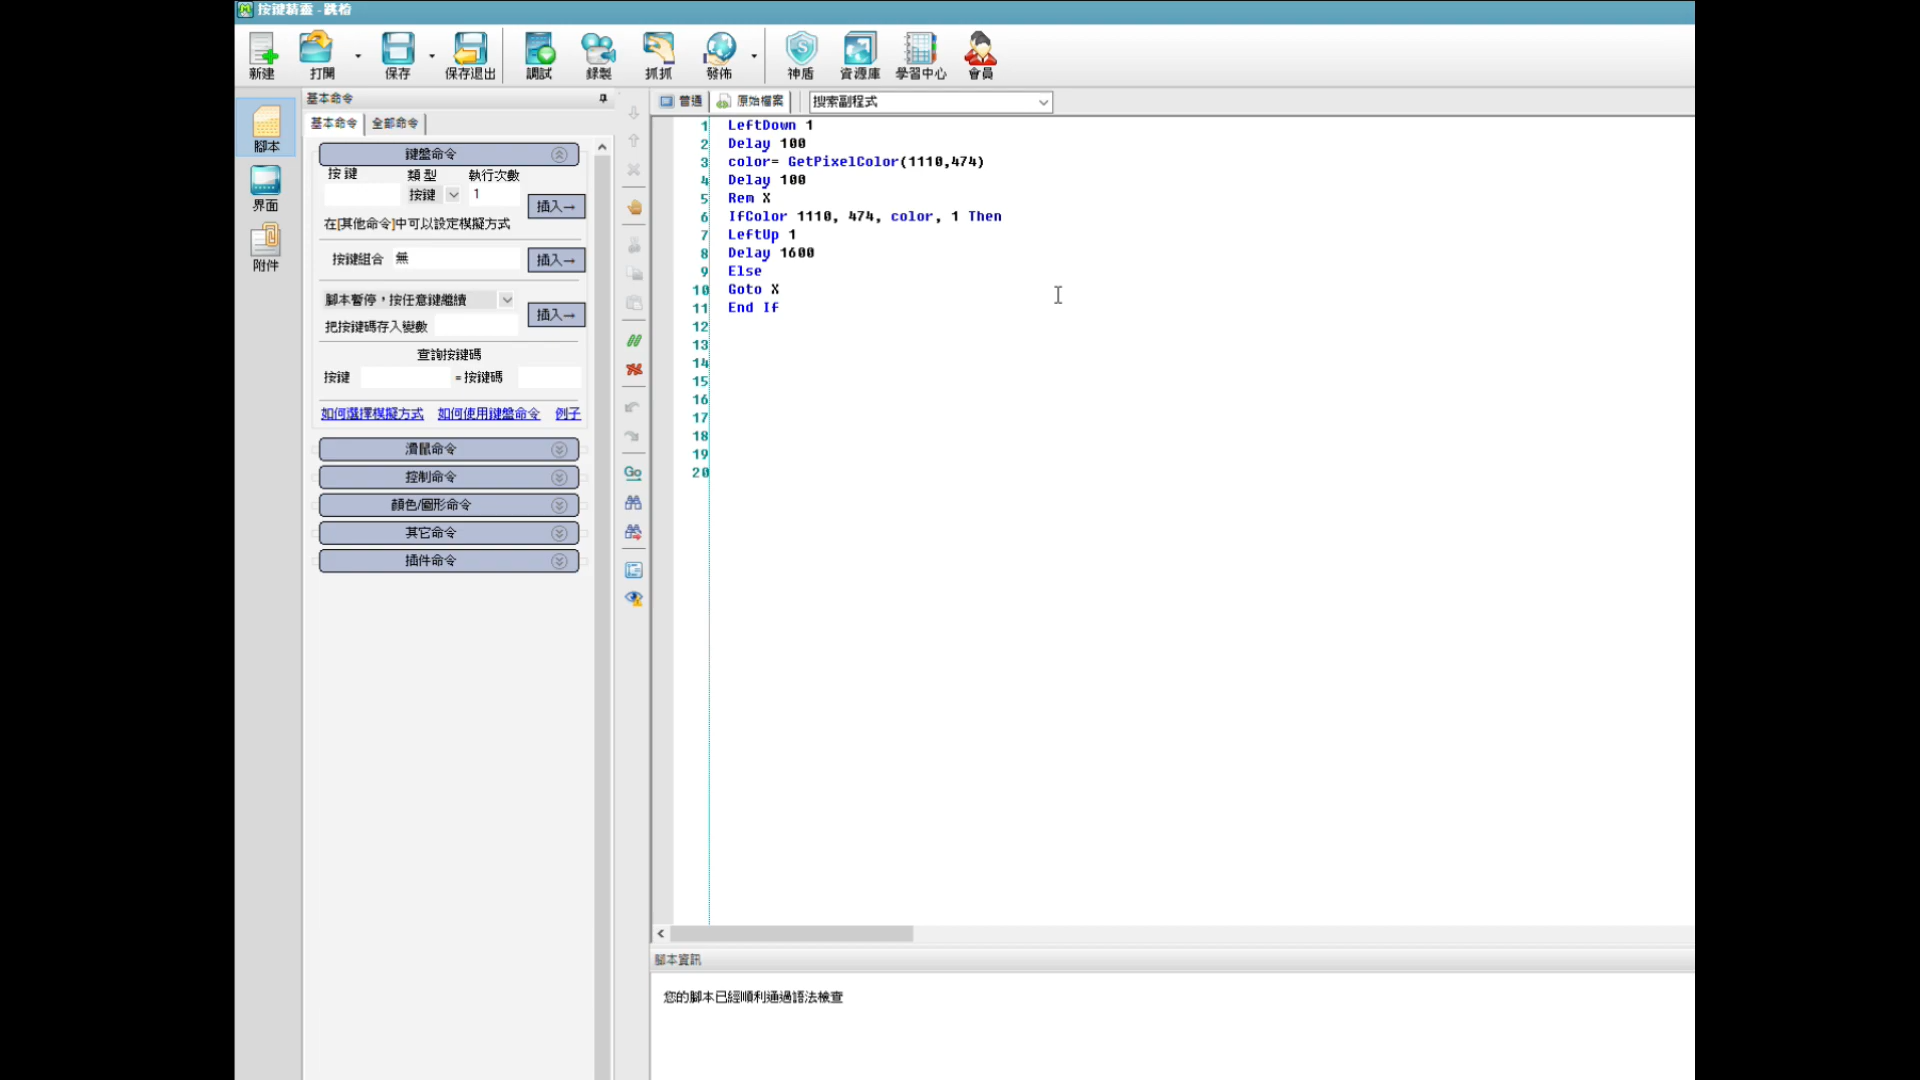 按鍵精靈 - 跳槍
新建 打開 保存 保存退出 調試 錄製 抓抓 發佈 神盾 資源庫 學習中心 會員
腳本
界面
附件
基本命令
基本命令 全部命令
鍵盤命令
按鍵 類型 執行次數
按鍵 1 插入→
在[其他命令]中可以設定模擬方式
按鍵組合 無 插入→
腳本暫停，按任意鍵繼續
插入→
把按鍵碼存入變數
查詢按鍵碼
按鍵 = 按鍵碼
如何選擇模擬方式 如何使用鍵盤命令 例子
滑鼠命令
控制命令
顏色/圖形命令
其它命令
插件命令
Go
普通 原始檔案 搜索副程式
1 LeftDown 1
2 Delay 100
3 color= GetPixelColor(1110,474)
4 Delay 100
5 Rem X
6 IfColor 1110, 474, color, 1 Then
7 LeftUp 1
8 Delay 1600
9 Else
10 Goto X
11 End If
12
13
14
15
16
17
18
19
20
腳本資訊
您的腳本已經順利通過語法檢查